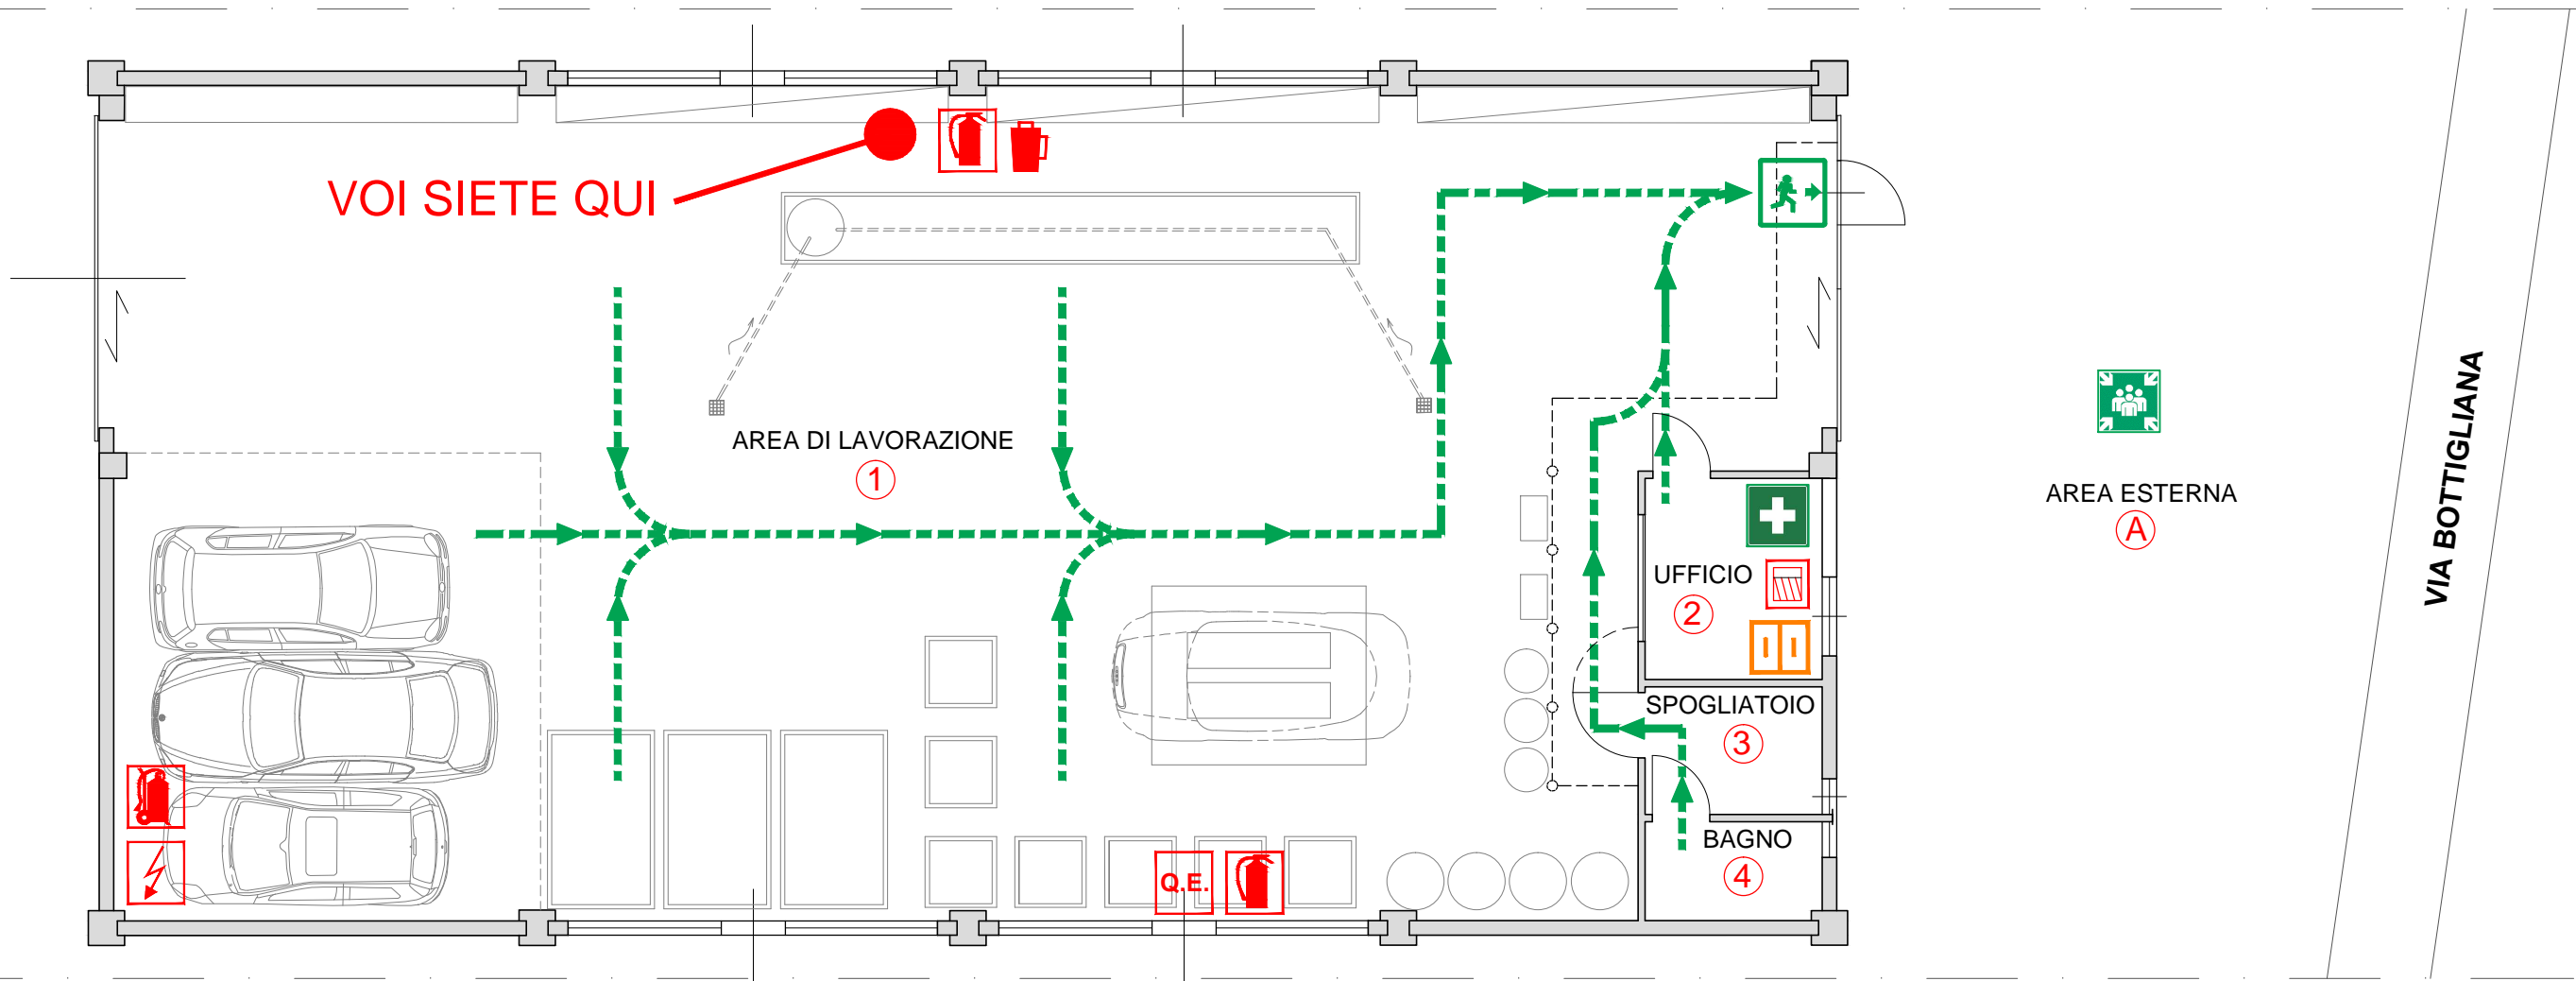 VOI SIETE QUI
AREA DI LAVORAZIONE
1
UFFICIO
2
SPOGLIATOIO
3
BAGNO
4
Q.E.
AREA ESTERNA
A
VIA BOTTIGLIANA